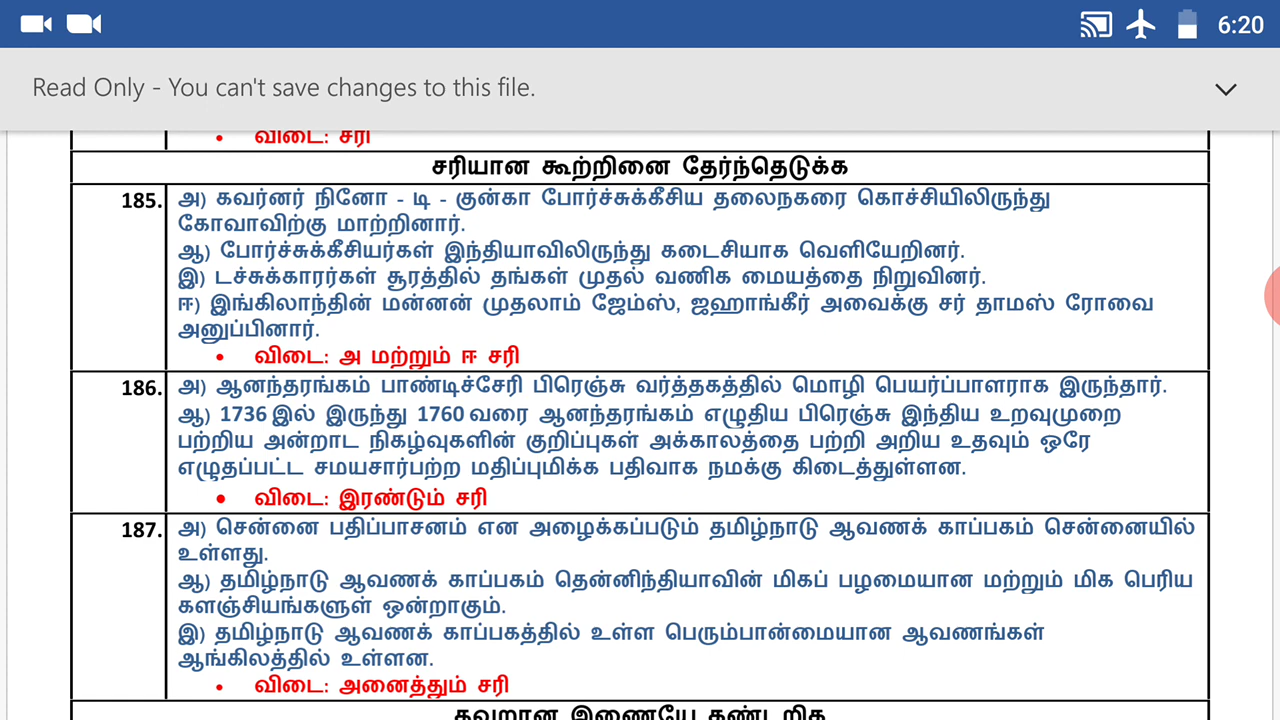 6:20
Read Only - You can't save changes to this file.
• விடை: சரி
சரியான கூற்றினை தேர்ந்தெடுக்க
185. அ) கவர்னர் நினோ - டி - குன்கா போர்ச்சுக்கீசிய தலைநகரை கொச்சியிலிருந்து
கோவாவிற்கு மாற்றினார்.
ஆ) போர்ச்சுக்கீசியர்கள் இந்தியாவிலிருந்து கடைசியாக வெளியேறினர்.
இ) டச்சுக்காரர்கள் சூரத்தில் தங்கள் முதல் வணிக மையத்தை நிறுவினர்.
ஈ) இங்கிலாந்தின் மன்னன் முதலாம் ஜேம்ஸ், ஜஹாங்கீர் அவைக்கு சர் தாமஸ் ரோவை
அனுப்பினார்.
• விடை: அ மற்றும் ஈ சரி
186. அ) ஆனந்தரங்கம் பாண்டிச்சேரி பிரெஞ்சு வர்த்தகத்தில் மொழி பெயர்ப்பாளராக இருந்தார்.
ஆ) 1736 இல் இருந்து 1760 வரை ஆனந்தரங்கம் எழுதிய பிரெஞ்சு இந்திய உறவுமுறை
பற்றிய அன்றாட நிகழ்வுகளின் குறிப்புகள் அக்காலத்தை பற்றி அறிய உதவும் ஒரே
எழுதப்பட்ட சமயசார்பற்ற மதிப்புமிக்க பதிவாக நமக்கு கிடைத்துள்ளன.
• விடை: இரண்டும் சரி
187. அ) சென்னை பதிப்பாசனம் என அழைக்கப்படும் தமிழ்நாடு ஆவணக் காப்பகம் சென்னையில்
உள்ளது.
ஆ) தமிழ்நாடு ஆவணக் காப்பகம் தென்னிந்தியாவின் மிகப் பழமையான மற்றும் மிக பெரிய
களஞ்சியங்களுள் ஒன்றாகும்.
இ) தமிழ்நாடு ஆவணக் காப்பகத்தில் உள்ள பெரும்பான்மையான ஆவணங்கள்
ஆங்கிலத்தில் உள்ளன.
• விடை: அனைத்தும் சரி
தவறான இணையே கண்டறிக